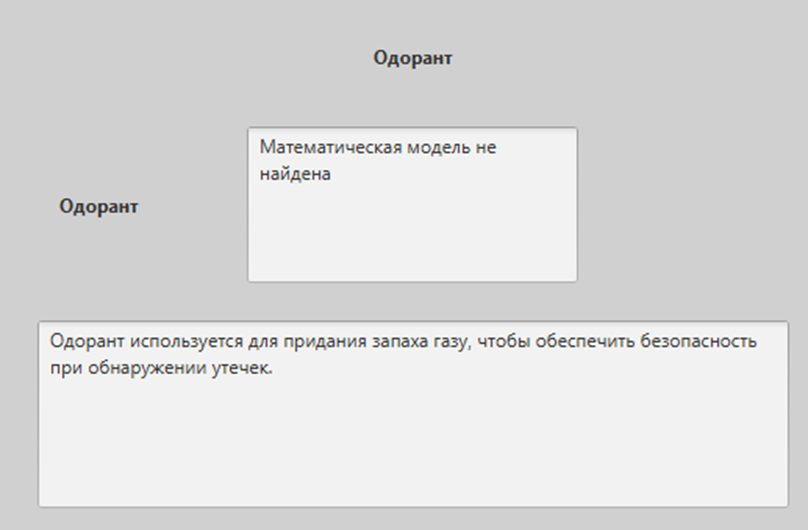 Одорант
Математическая модель не
найдена
Одорант
Одорант используется для придания запаха газу, чтобы обеспечить безопасность
при обнаружении утечек.